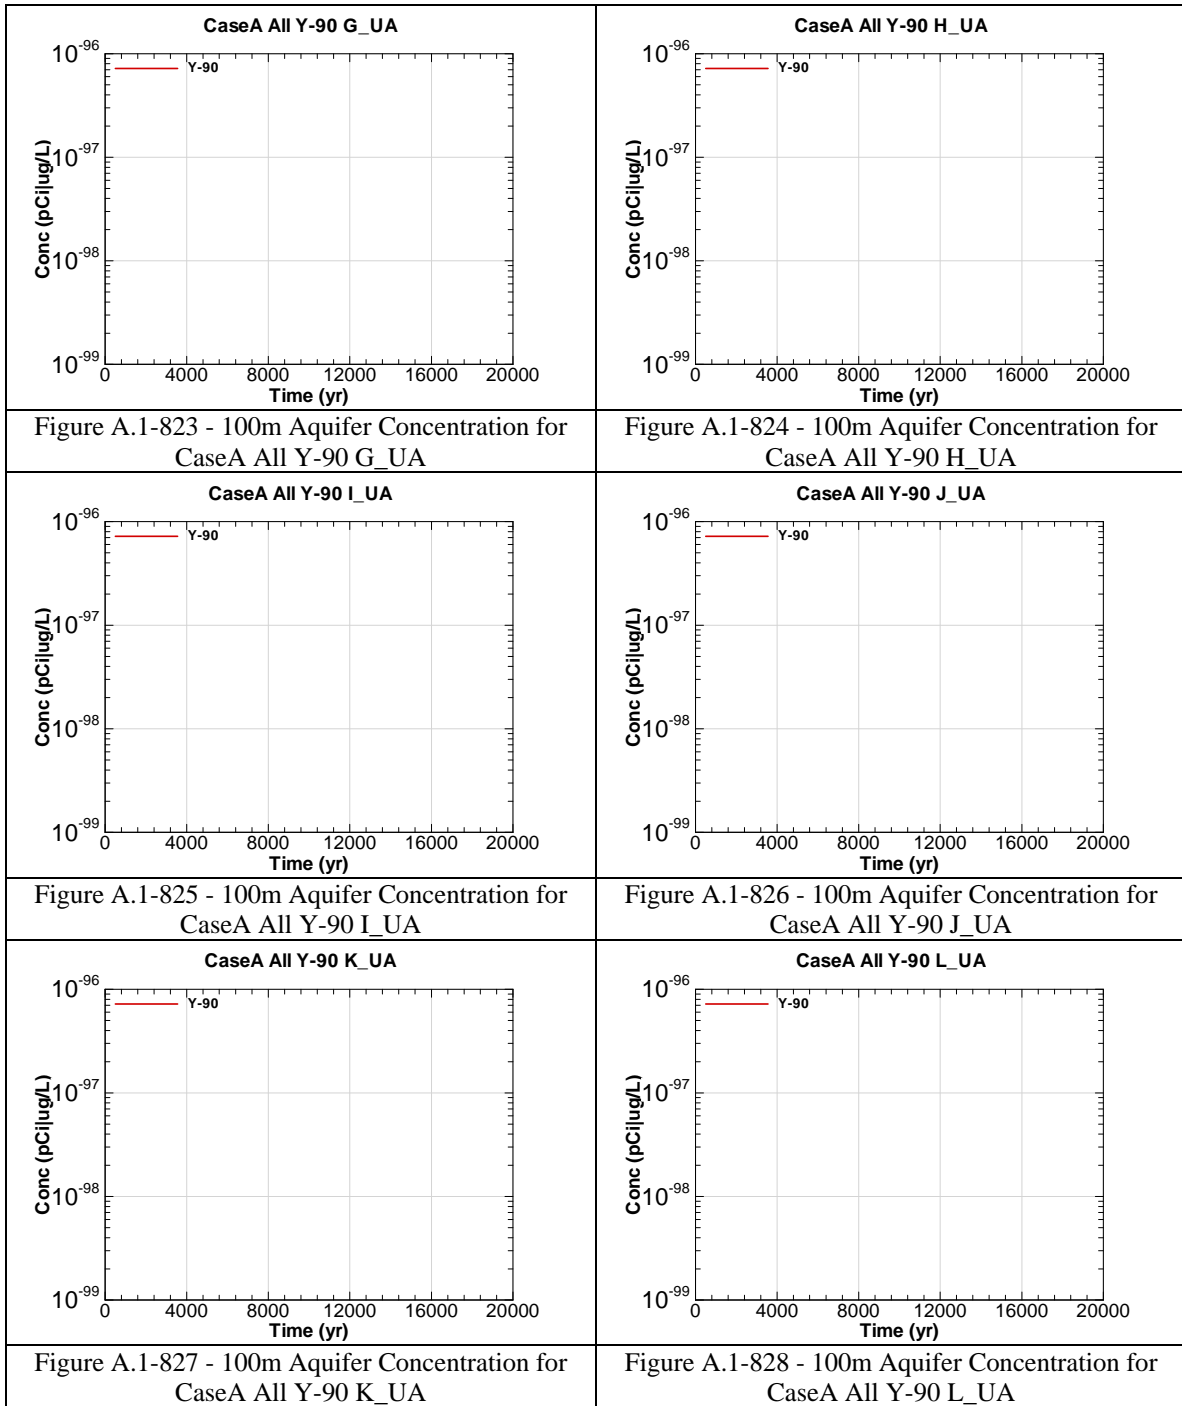 CaseA All Y-90 G_UA
10-96
Y-90
10-97
10-98
10-99
Conc (pCi|ug/L)
0 4000 8000 12000 16000 20000
Time (yr)
Figure A.1-823 - 100m Aquifer Concentration for
CaseA All Y-90 G_UA
CaseA All Y-90 H_UA
10-96
Y-90
10-97
10-98
10-99
Conc (pCi|ug/L)
0 4000 8000 12000 16000 20000
Time (yr)
Figure A.1-824 - 100m Aquifer Concentration for
CaseA All Y-90 H_UA
CaseA All Y-90 I_UA
10-96
Y-90
10-97
10-98
10-99
Conc (pCi|ug/L)
0 4000 8000 12000 16000 20000
Time (yr)
Figure A.1-825 - 100m Aquifer Concentration for
CaseA All Y-90 I_UA
CaseA All Y-90 J_UA
10-96
Y-90
10-97
10-98
10-99
Conc (pCi|ug/L)
0 4000 8000 12000 16000 20000
Time (yr)
Figure A.1-826 - 100m Aquifer Concentration for
CaseA All Y-90 J_UA
CaseA All Y-90 K_UA
10-96
Y-90
10-97
10-98
10-99
Conc (pCi|ug/L)
0 4000 8000 12000 16000 20000
Time (yr)
Figure A.1-827 - 100m Aquifer Concentration for
CaseA All Y-90 K_UA
CaseA All Y-90 L_UA
10-96
Y-90
10-97
10-98
10-99
Conc (pCi|ug/L)
0 4000 8000 12000 16000 20000
Time (yr)
Figure A.1-828 - 100m Aquifer Concentration for
CaseA All Y-90 L_UA